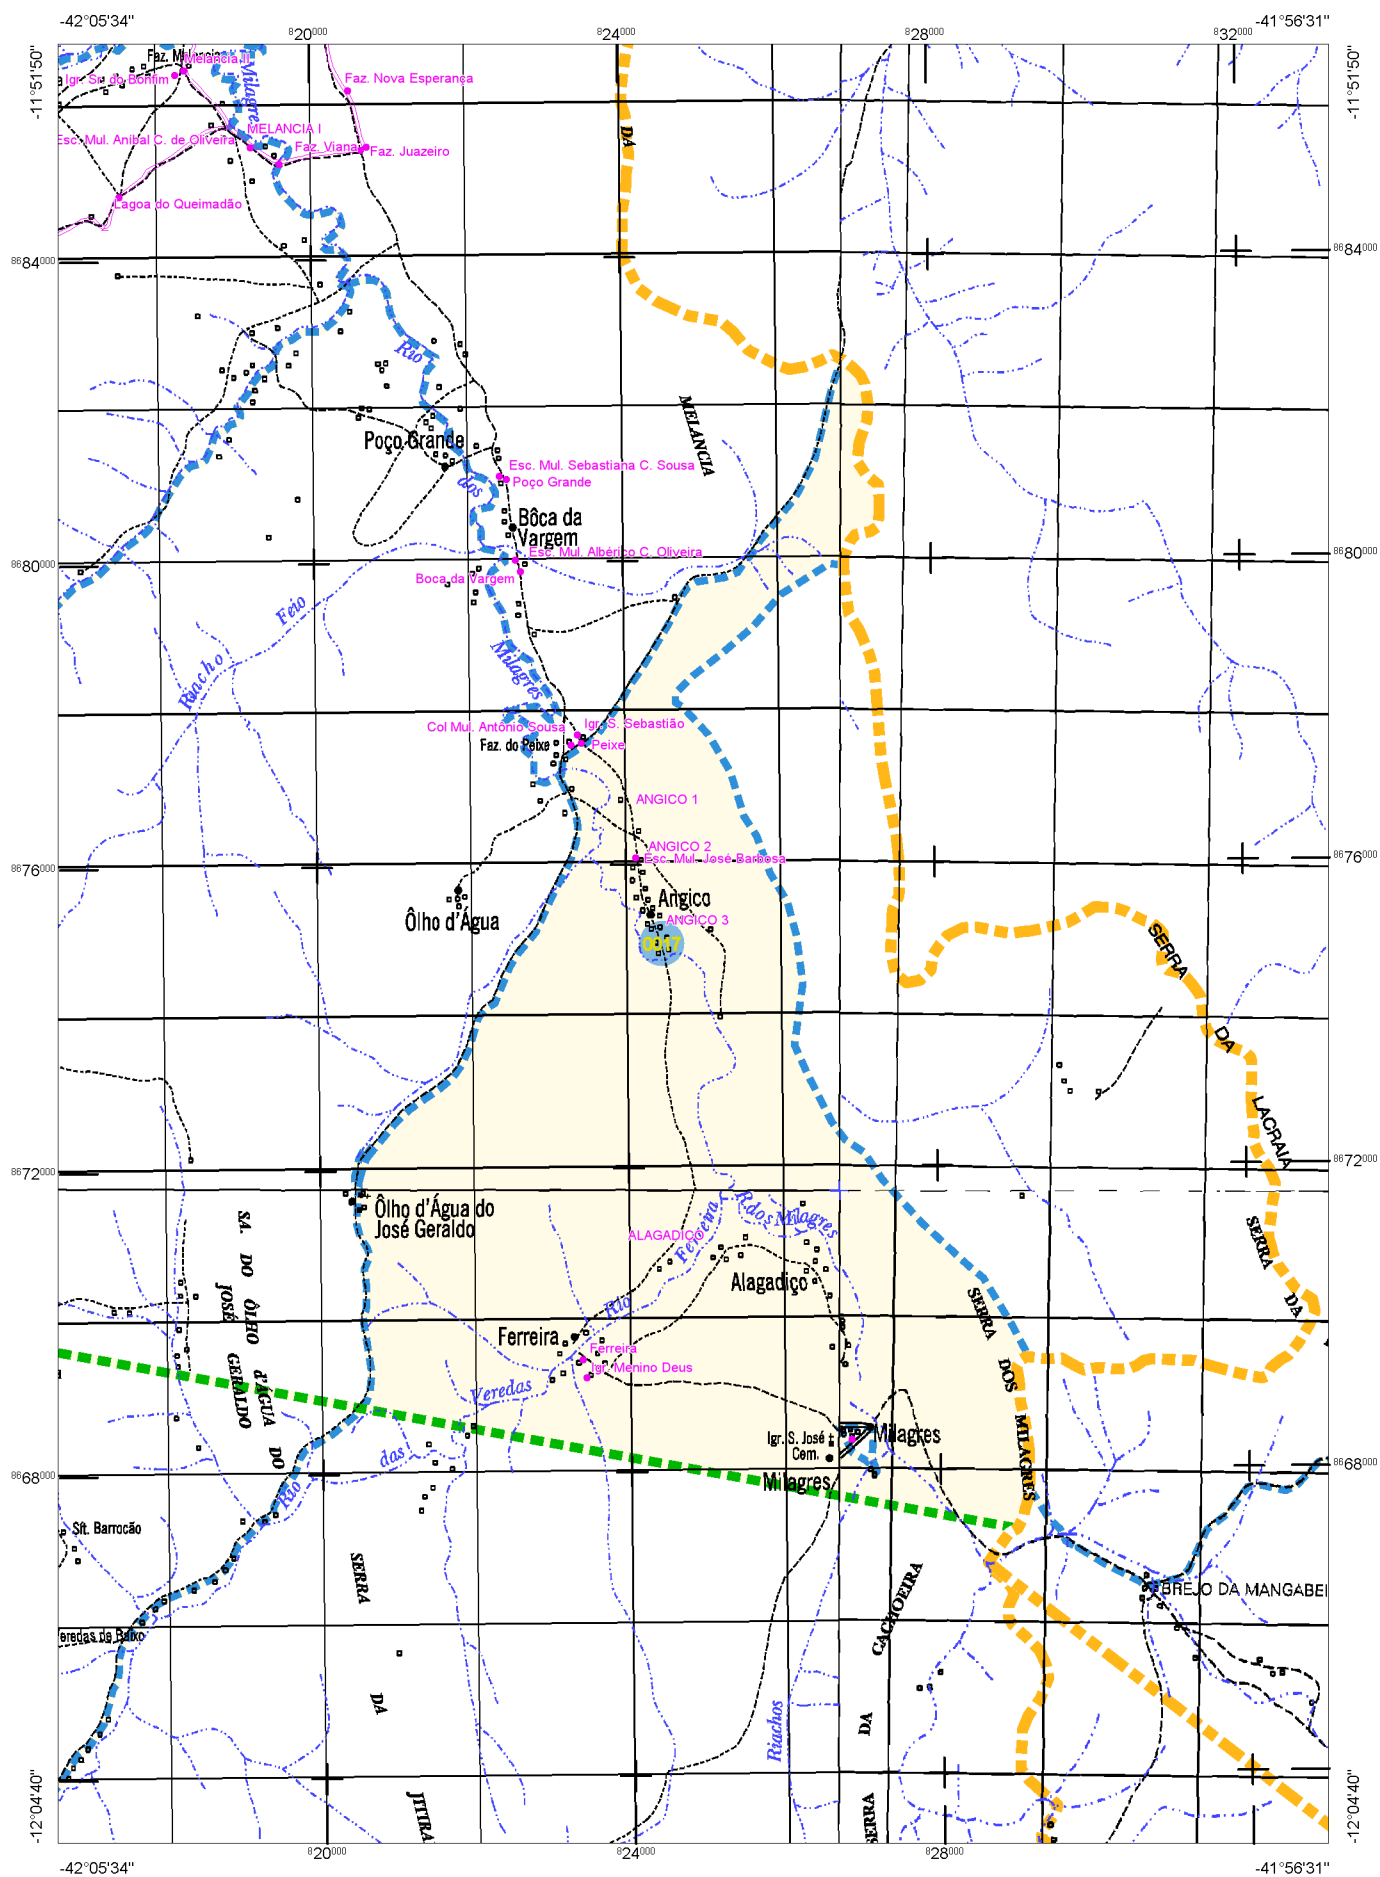 -42°05'34"
-41°56'31"
820000
824000
828000
832000
-11°51'50"
-11°51'50"
Faz. Melancia
Melancia II
Igr. Sr. do Bonfim
Milagres
Faz. Nova Esperança
MELANCIA I
Esc. Mul. Anibal C. de Oliveira
Faz. Viana
Faz. Juazeiro
DA
Lagoa do Queimadão
8684000
8684000
Rio
MELANCIA
Poço Grande
Esc. Mul. Sebastiana C. Sousa
Poço Grande
dos
Bôca da
Vargem
Esc. Mul. Albérico C. Oliveira
8680000
8680000
Boca da Vargem
Riacho
Feio
Milagres
Col Mul. Antônio Sousa
Igr. S. Sebastião
Faz. do Peixe
Peixe
ANGICO 1
ANGICO 2
Esc. Mul. José Barbosa
8676000
8676000
Angico
Ôlho d'Água
ANGICO 3
0017
SERRA
DA
LACRAIA
8672000
8672000
Ôlho d'Água do
José Geraldo
R.dos Milagres
Ferreira
ALAGADIÇO
SERRA
DA
SA. DO ÔLHO d'ÁGUA DO
JOSÉ GERALDO
Alagadiço
Rio
SERRA DOS MILAGRES
Ferreira
Ferreira
Igr. Menino Deus
Veredas
Igr. S. José
Cem.
Milagres
das
8668000
8668000
Milagres
Rio
Sít. Barrocão
SERRA
DA
JITIRA
BREJO DA MANGABEI
eredas de Baixo
CACHOEIRA
DA
SERRA
Riachos
-12°04'40"
-12°04'40"
820000
824000
828000
-42°05'34"
-41°56'31"